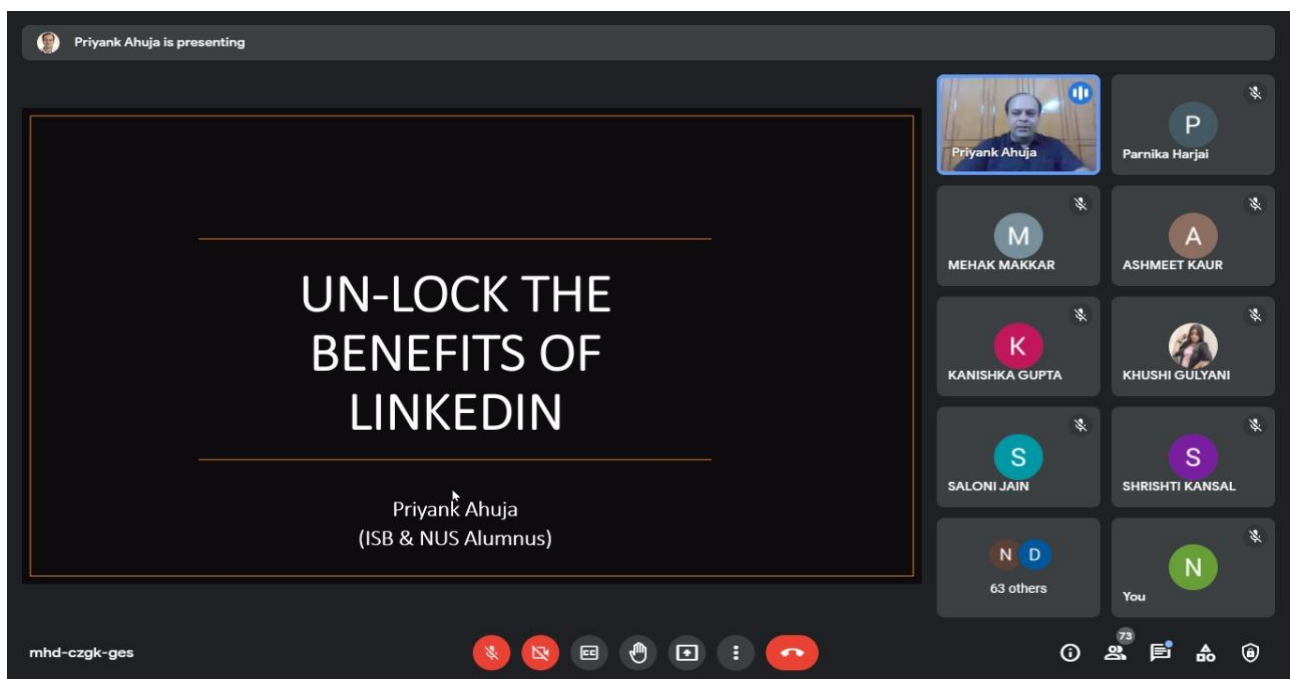 Priyank Ahuja is presenting
UN-LOCK THE
BENEFITS OF
LINKEDIN
Priyank Ahuja
(ISB & NUS Alumnus)
Priyank Ahuja
P
Parnika Harjai
M
MEHAK MAKKAR
A
ASHMEET KAUR
K
KANISHKA GUPTA
KHUSHI GULYANI
S
SALONI JAIN
S
SHRISHTI KANSAL
N D
63 others
N
You
mhd-czgk-ges
CC
73